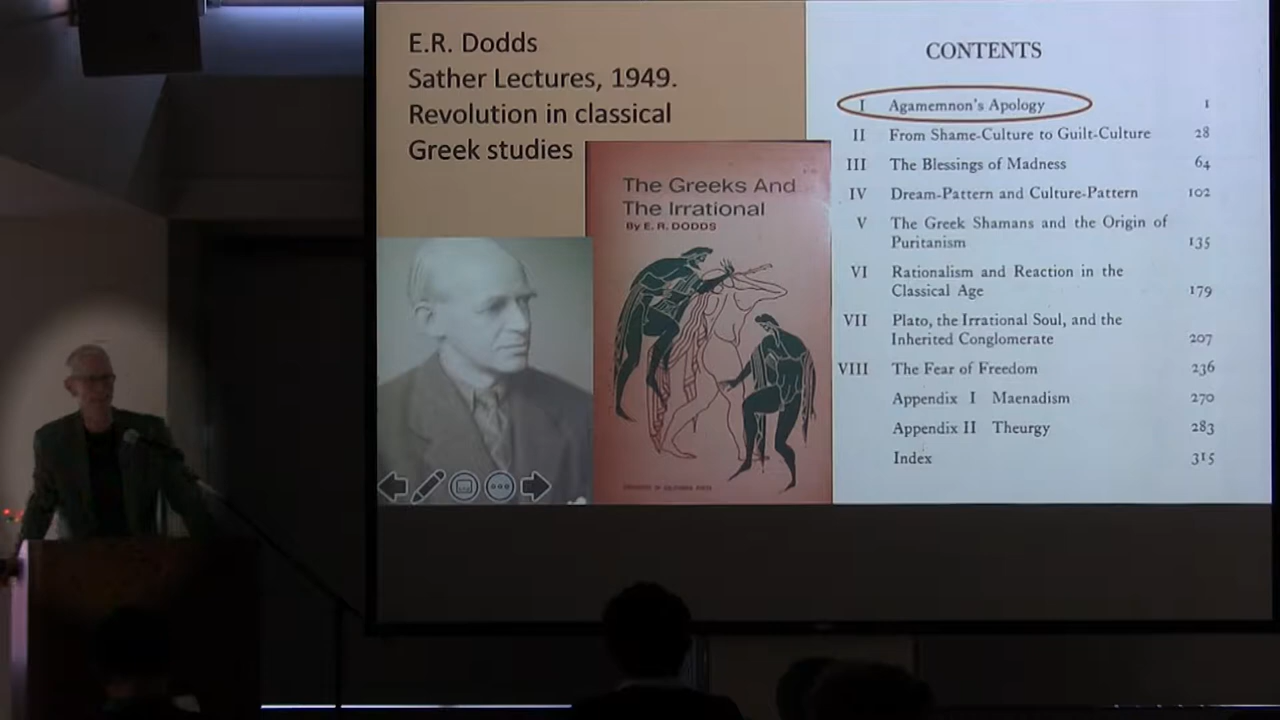 E.R. Dodds
Sather Lectures, 1949.
Revolution in classical
Greek studies
The Greeks And
The Irrational
By E. R. DODDS
CONTENTS
I Agamemnon's Apology 1
II From Shame-Culture to Guilt-Culture 28
III The Blessings of Madness 64
IV Dream-Pattern and Culture-Pattern 102
V The Greek Shamans and the Origin of
Puritanism 135
VI Rationalism and Reaction in the
Classical Age 179
VII Plato, the Irrational Soul, and the
Inherited Conglomerate 207
VIII The Fear of Freedom 236
Appendix I Maenadism 270
Appendix II Theurgy 283
Index 315